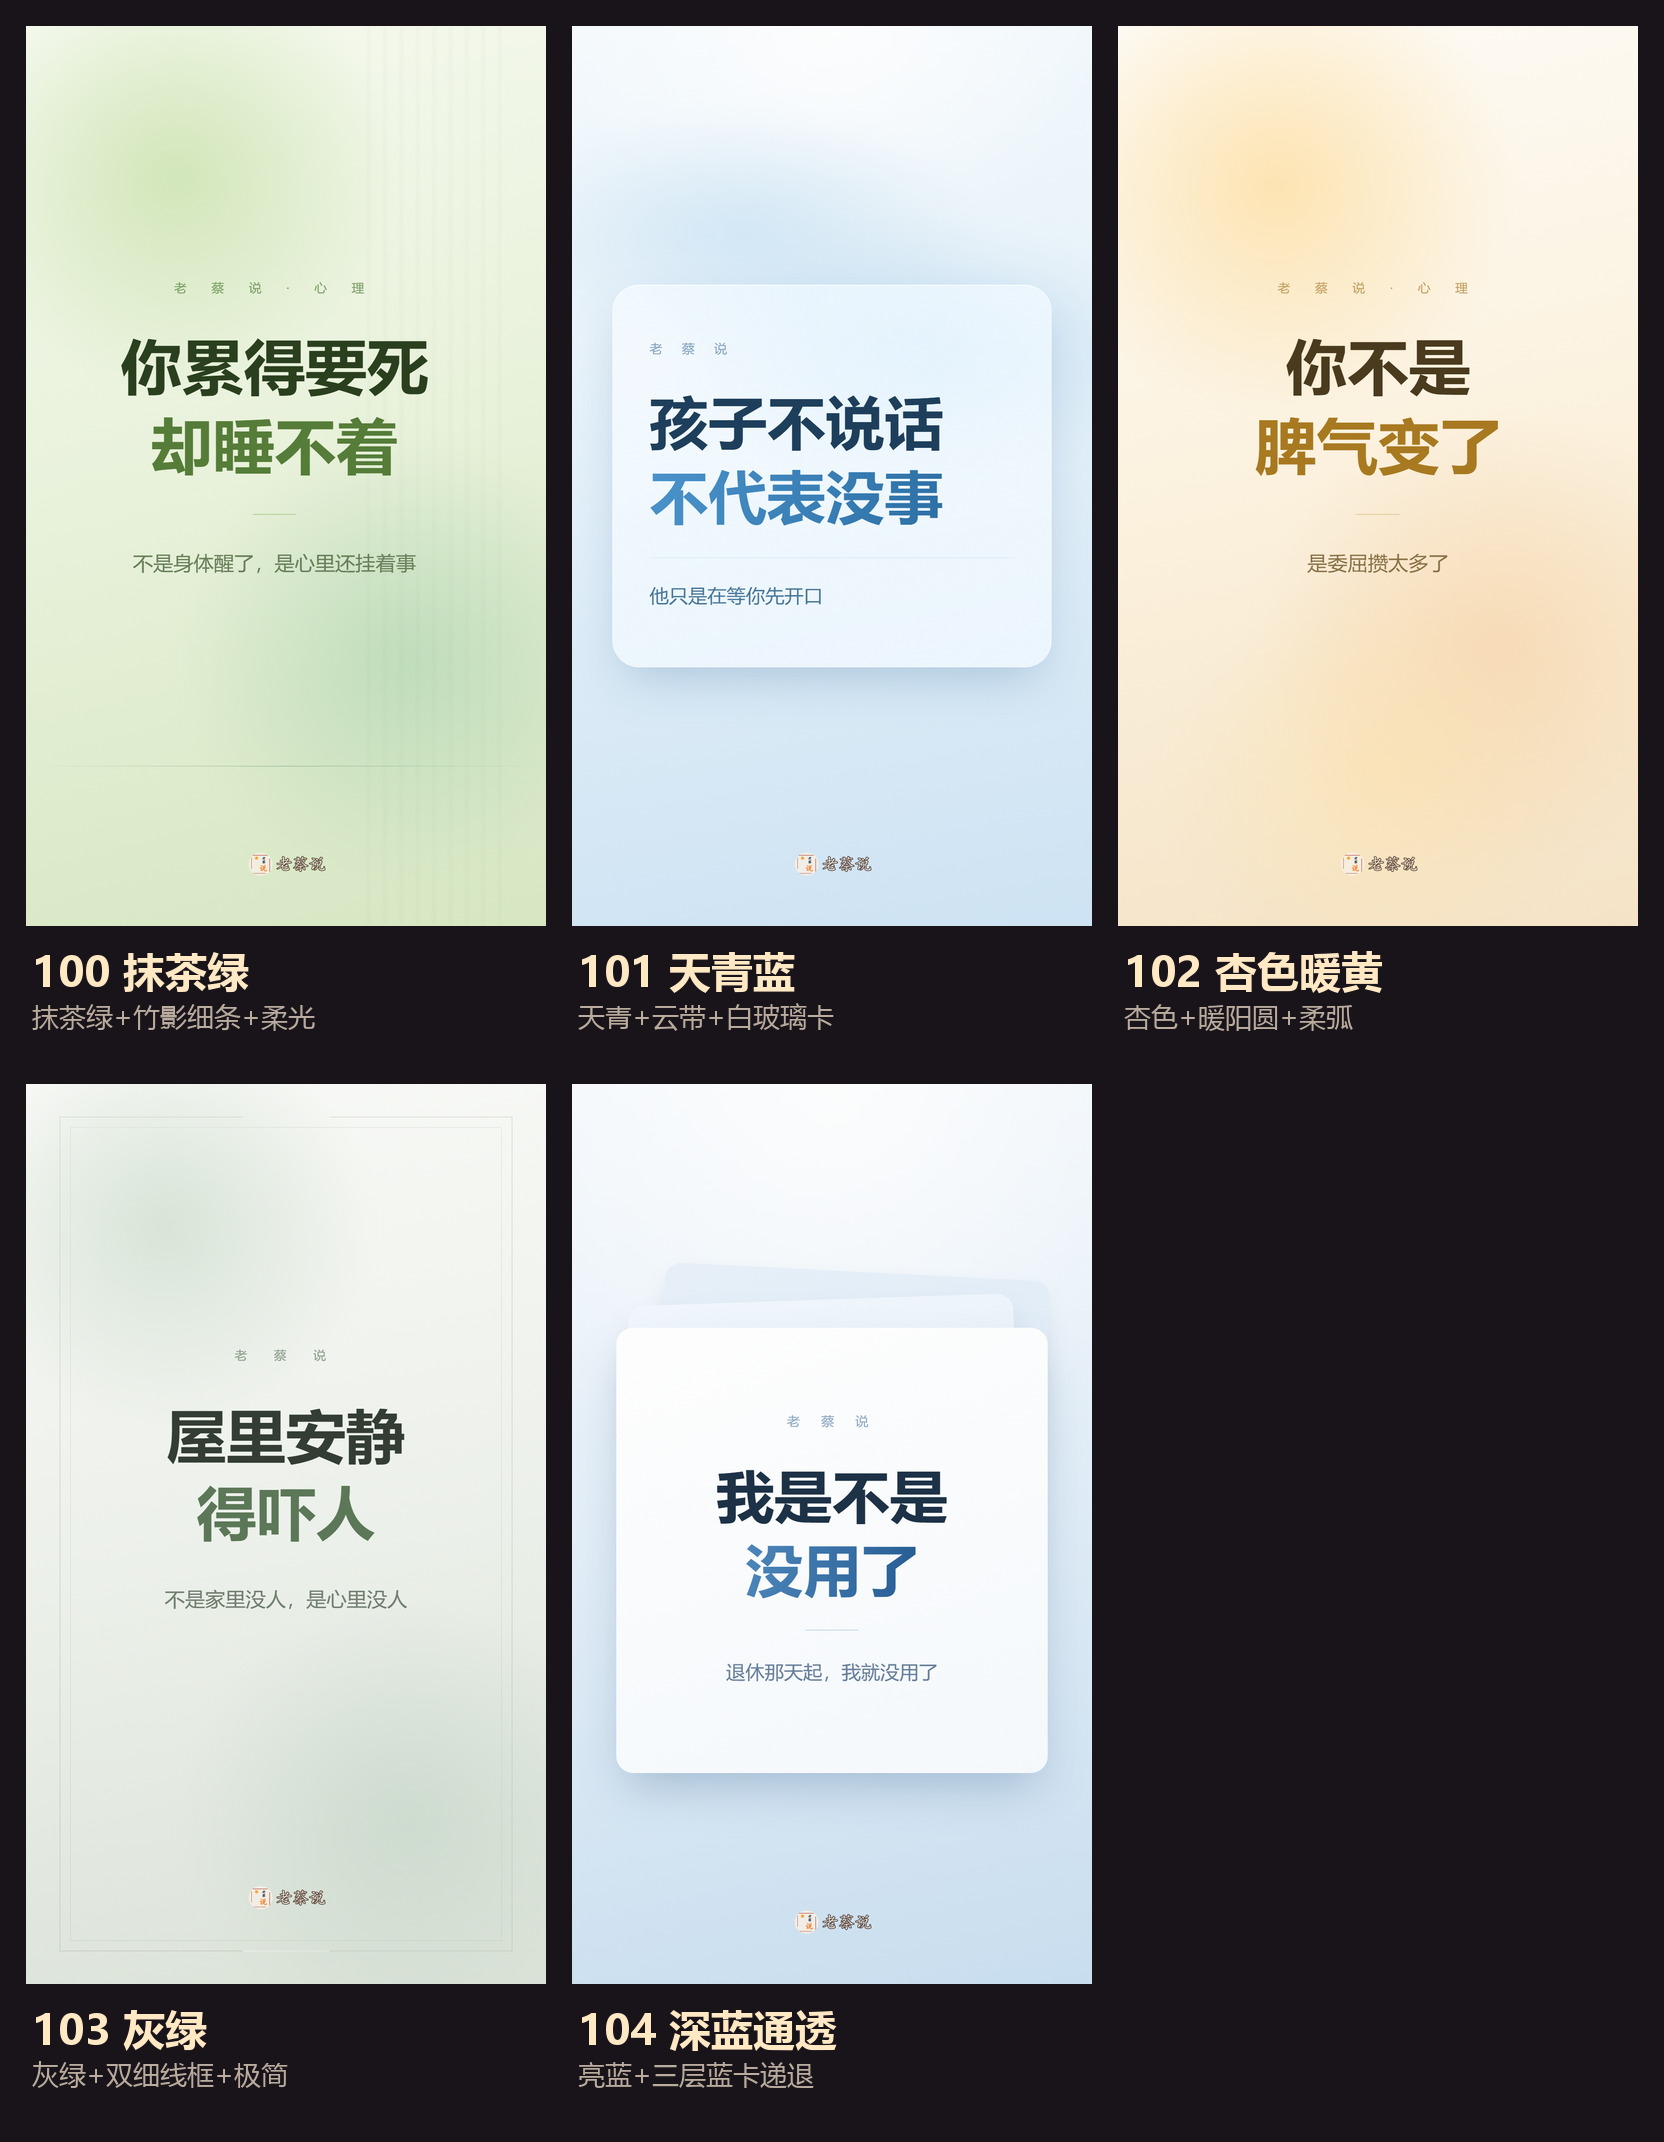 老蔡说·心理
你累得要死
却睡不着
不是身体醒了，是心里还挂着事
老蔡说
100 抹茶绿
抹茶绿+竹影细条+柔光
老蔡说
孩子不说话
不代表没事
他只是在等你先开口
老蔡说
101 天青蓝
天青+云带+白玻璃卡
老蔡说·心理
你不是
脾气变了
是委屈攒太多了
老蔡说
102 杏色暖黄
杏色+暖阳圆+柔弧
老蔡说
屋里安静
得吓人
不是家里没人，是心里没人
老蔡说
103 灰绿
灰绿+双细线框+极简
老蔡说
我是不是
没用了
退休那天起，我就没用了
老蔡说
104 深蓝通透
亮蓝+三层蓝卡递退